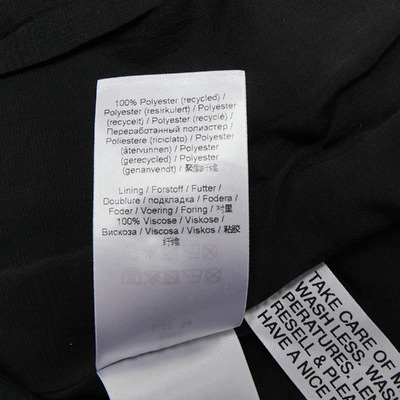 100% Polyester (recycled) /
Polyester (resirkulert) / Polyester
(recyceit) / Polyester (recyclé) /
Переработанный полиэстер /
Poliestere (riciclato) / Polyester
(återvunnen) / Polyester
(gerecycled) / Polyester
(genanvendt) / 聚酯纤维
Lining / Forstoff / Futter /
Doublure / подкладка / Fodera /
Foder / Voering / Foring / 衬里
100% Viscose / Viskose /
Вискоза / Viscosa / Viskos / 粘胶
纤维
TAKE CARE OF M
WASH LESS. WASH
PERATURES.
RESELL &
HAVE A NICE